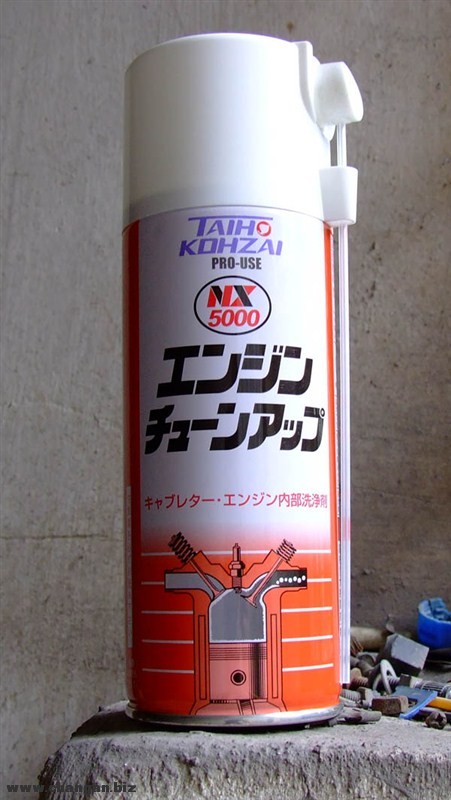 TAIHO
KOHZAI
PRO-USE
NX
5000
エンジン
チューンアップ
キャブレター・エンジン内部洗浄剤